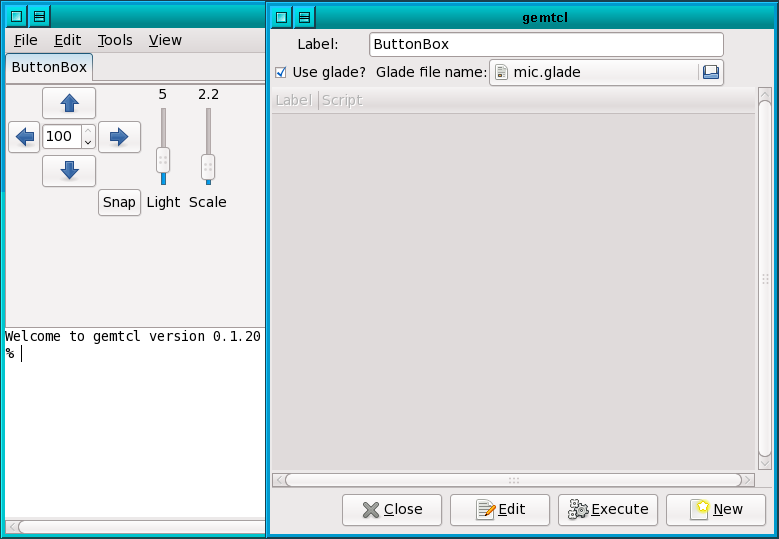 File Edit Tools View
ButtonBox
5 2.2
100
Snap Light Scale
Welcome to gemtcl version 0.1.20
%
gemtcl
Label: ButtonBox
Use glade? Glade file name: mic.glade
Label Script
Close Edit Execute New